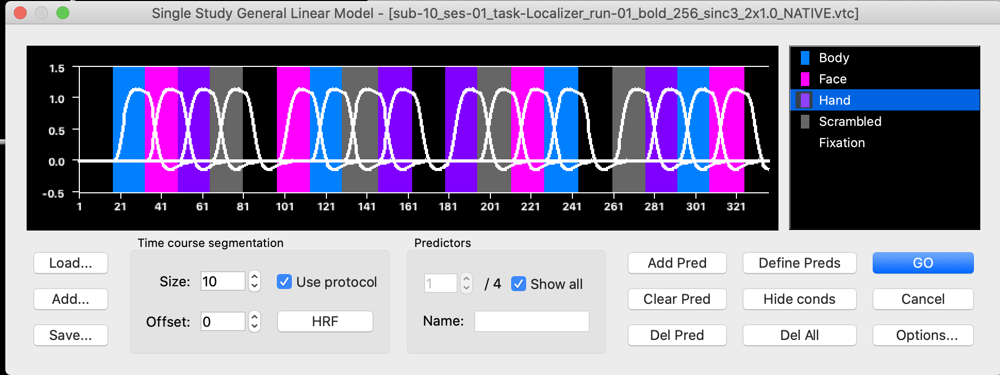 Single Study General Linear Model - [sub-10_ses-01_task-Localizer_run-01_bold_256_sinc3_2x1.0_NATIVE.vtc]
1.5
1.0
0.5
0.0
-0.5
1 21 41 61 81 101 121 141 161 181 201 221 241 261 281 301 321
Body
Face
Hand
Scrambled
Fixation
Load...
Add...
Save...
Time course segmentation
Size: 10 Use protocol
Offset: 0 HRF
Predictors
1 / 4 Show all
Name:
Add Pred Define Preds GO
Clear Pred Hide conds Cancel
Del Pred Del All Options...